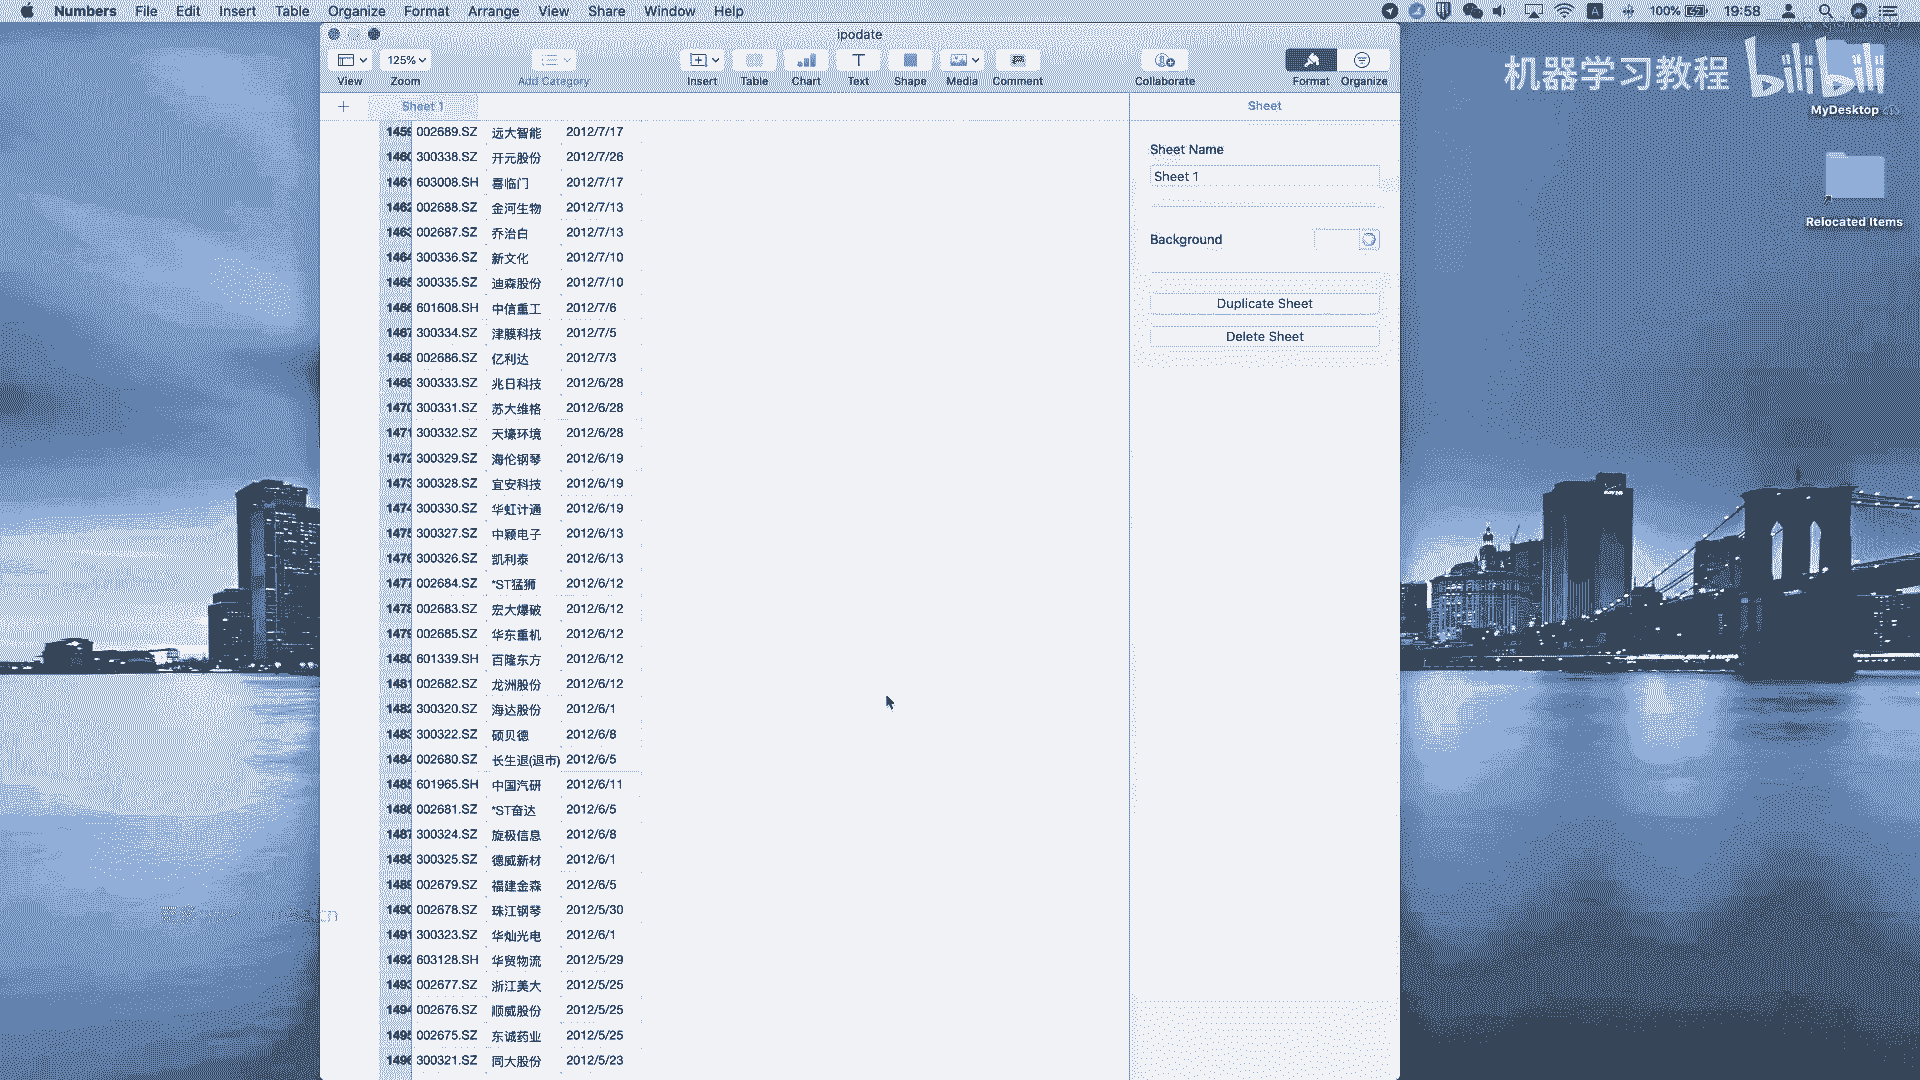 Numbers File Edit Insert Table Organize Format Arrange View Share Window Help 100% 19:58
ipodate
125%
View Zoom Add Category Insert Table Chart Text Shape Media Comment Collaborate Format Organize
Sheet 1
Sheet
Sheet Name
Sheet 1
Background
Duplicate Sheet
Delete Sheet
机器学习教程 bilibili
MyDesktop
Relocated Items
1459 002689.SZ 远大智能 2012/7/17
1460 300338.SZ 开元股份 2012/7/26
1461 603008.SH 喜临门 2012/7/17
1462 002688.SZ 金河生物 2012/7/13
1463 002687.SZ 乔治白 2012/7/13
1464 300336.SZ 新文化 2012/7/10
1465 300335.SZ 迪森股份 2012/7/10
1466 601608.SH 中信重工 2012/7/6
1467 300334.SZ 津膜科技 2012/7/5
1468 002686.SZ 亿利达 2012/7/3
1469 300333.SZ 兆日科技 2012/6/28
1470 300331.SZ 苏大维格 2012/6/28
1471 300332.SZ 天壕环境 2012/6/28
1472 300329.SZ 海伦钢琴 2012/6/19
1473 300328.SZ 宜安科技 2012/6/19
1474 300330.SZ 华虹计通 2012/6/19
1475 300327.SZ 中颖电子 2012/6/13
1476 300326.SZ 凯利泰 2012/6/13
1477 002684.SZ *ST猛狮 2012/6/12
1478 002683.SZ 宏大爆破 2012/6/12
1479 002685.SZ 华东重机 2012/6/12
1480 601339.SH 百隆东方 2012/6/12
1481 002682.SZ 龙洲股份 2012/6/12
1482 300320.SZ 海达股份 2012/6/1
1483 300322.SZ 硕贝德 2012/6/8
1484 002680.SZ 长生退(退市) 2012/6/5
1485 601965.SH 中国汽研 2012/6/11
1486 002681.SZ *ST奋达 2012/6/5
1487 300324.SZ 旋极信息 2012/6/8
1488 300325.SZ 德威新材 2012/6/1
1489 002679.SZ 福建金森 2012/6/5
1490 002678.SZ 珠江钢琴 2012/5/30
1491 300323.SZ 华灿光电 2012/6/1
1492 603128.SH 华贸物流 2012/5/29
1493 002677.SZ 浙江美大 2012/5/25
1494 002676.SZ 顺威股份 2012/5/25
1495 002675.SZ 东诚药业 2012/5/25
1496 300321.SZ 同大股份 2012/5/23